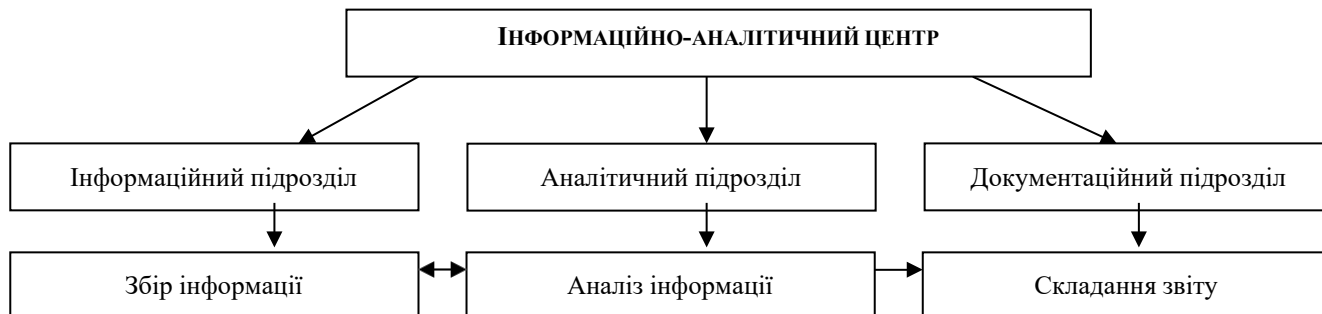 ІНФОРМАЦІЙНО-АНАЛІТИЧНИЙ ЦЕНТР
Інформаційний підрозділ
Аналітичний підрозділ
Документаційний підрозділ
Збір інформації
Аналіз інформації
Складання звіту